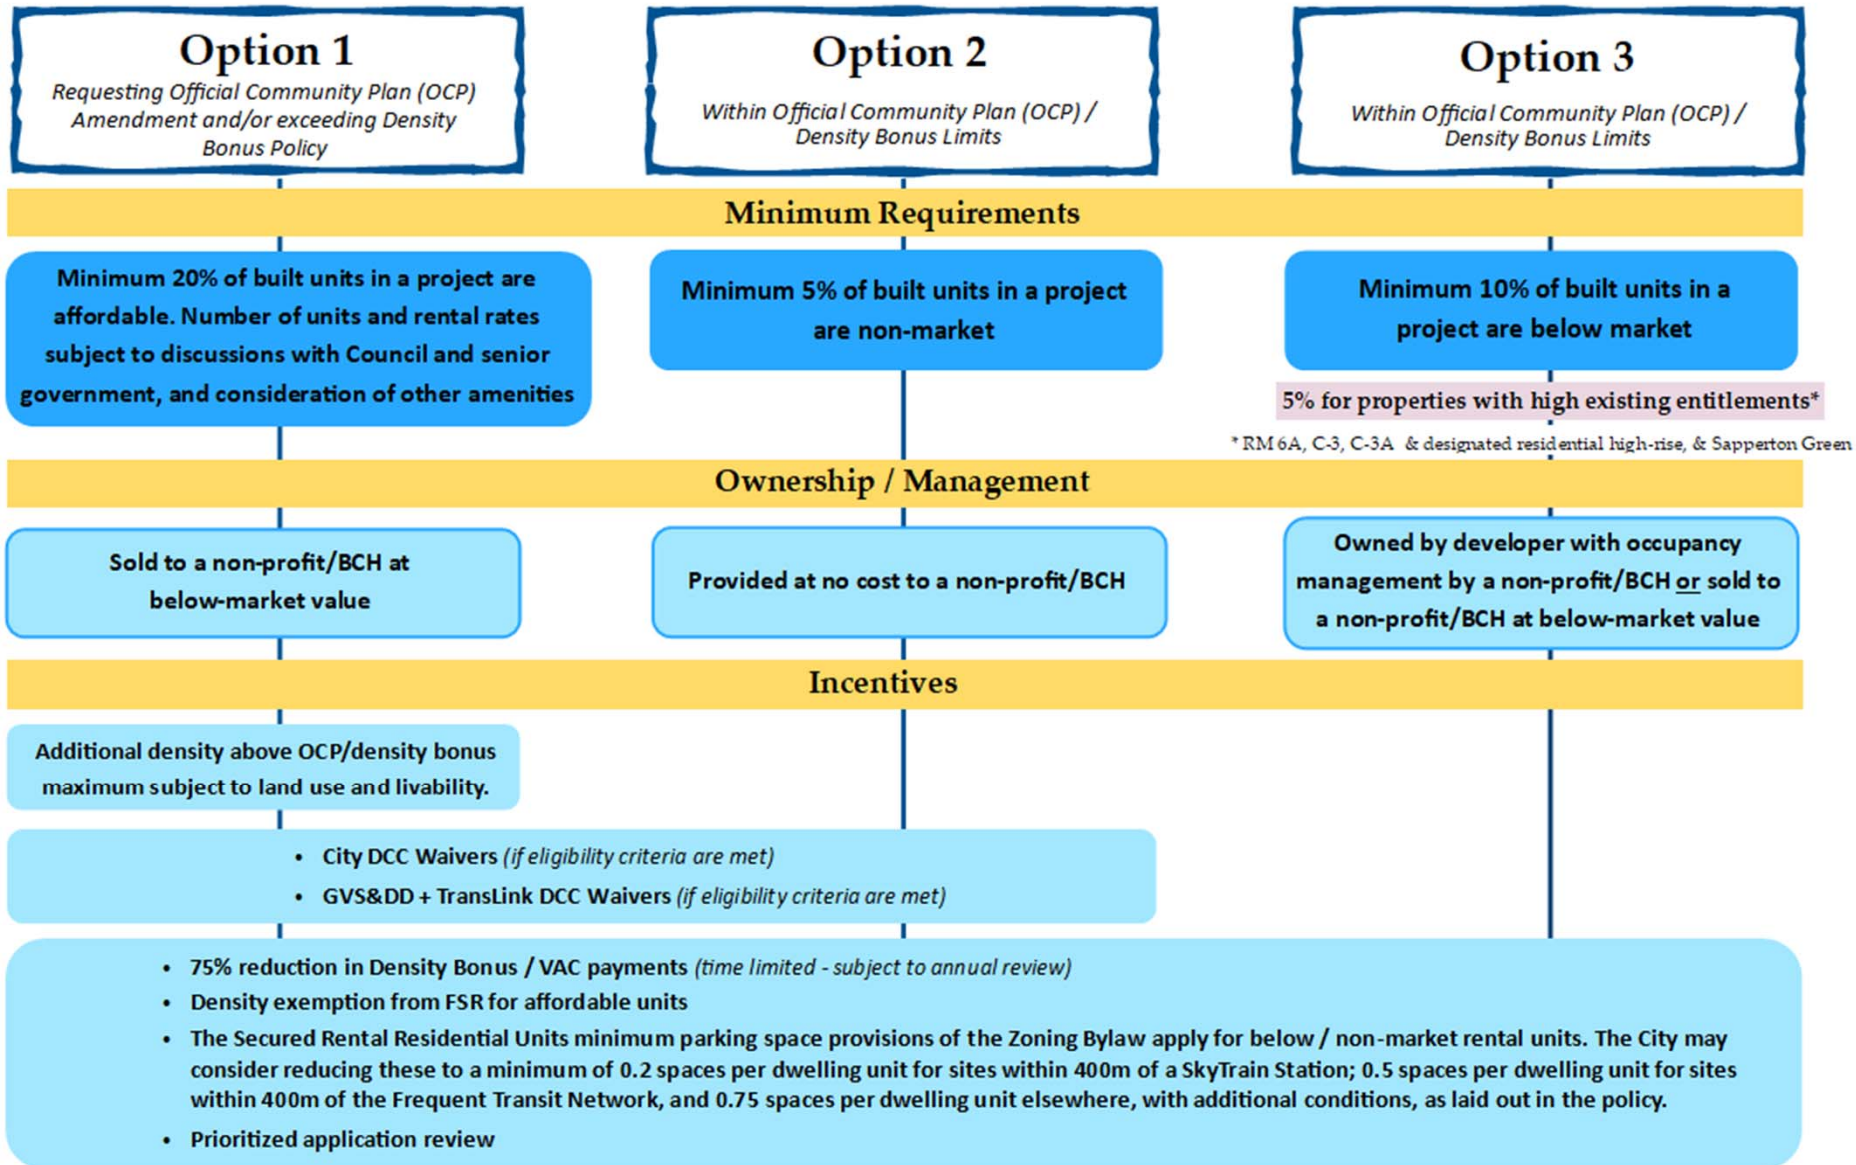 Option 1
Requesting Official Community Plan (OCP)
Amendment and/or exceeding Density
Bonus Policy
Option 2
Within Official Community Plan (OCP) /
Density Bonus Limits
Option 3
Within Official Community Plan (OCP) /
Density Bonus Limits
Minimum Requirements
Minimum 20% of built units in a project are
affordable. Number of units and rental rates
subject to discussions with Council and senior
government, and consideration of other amenities
Minimum 5% of built units in a project
are non-market
Minimum 10% of built units in a
project are below market
5% for properties with high existing entitlements*
* RM 6A, C-3, C-3A & designated residential high-rise, & Sapperton Green
Ownership / Management
Sold to a non-profit/BCH at
below-market value
Provided at no cost to a non-profit/BCH
Owned by developer with occupancy
management by a non-profit/BCH or sold to
a non-profit/BCH at below-market value
Incentives
Additional density above OCP/density bonus
maximum subject to land use and livability.
• City DCC Waivers (if eligibility criteria are met)
• GVS&DD + TransLink DCC Waivers (if eligibility criteria are met)
• 75% reduction in Density Bonus / VAC payments (time limited - subject to annual review)
• Density exemption from FSR for affordable units
• The Secured Rental Residential Units minimum parking space provisions of the Zoning Bylaw apply for below / non-market rental units. The City may
consider reducing these to a minimum of 0.2 spaces per dwelling unit for sites within 400m of a SkyTrain Station; 0.5 spaces per dwelling unit for sites
within 400m of the Frequent Transit Network, and 0.75 spaces per dwelling unit elsewhere, with additional conditions, as laid out in the policy.
• Prioritized application review